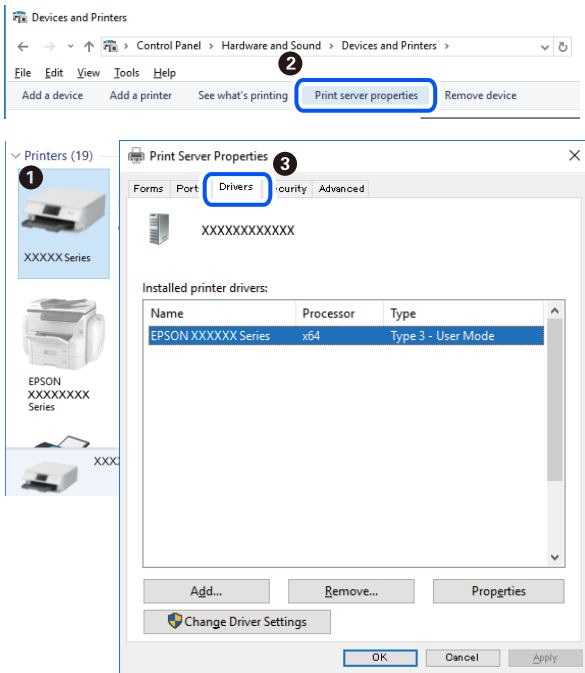 Devices and Printers
Control Panel > Hardware and Sound > Devices and Printers >
2
File Edit View Tools Help
Add a device Add a printer See what's printing Print server properties Remove device
Printers (19)
1
XXXXX Series
EPSON
XXXXXXXX
Series
XXX
Print Server Properties
3
Forms Port Drivers curity Advanced
XXXXXXXXXXXX
Installed printer drivers:
Name Processor Type
EPSON XXXXXX Series x64 Type 3 - User Mode
Add... Remove... Properties
Change Driver Settings
OK Cancel Apply